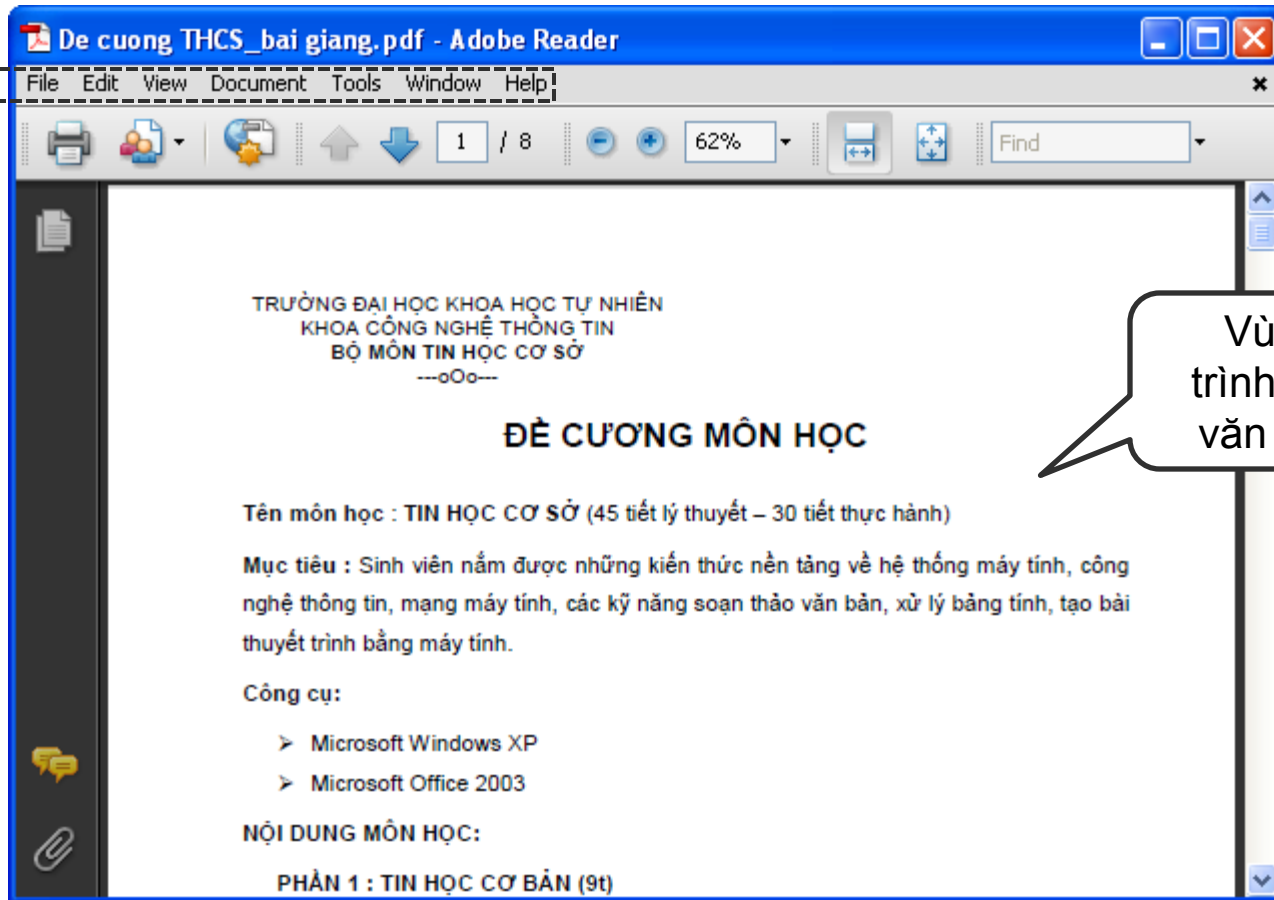 De cuong THCS_bai giang.pdf - Adobe Reader
File Edit View Document Tools Window Help
1 / 8 62% Find
TRƯỜNG ĐẠI HỌC KHOA HỌC TỰ NHIÊN
KHOA CÔNG NGHỆ THÔNG TIN
BỘ MÔN TIN HỌC CƠ SỞ
---oOo---
ĐỀ CƯƠNG MÔN HỌC
Tên môn học : TIN HỌC CƠ SỞ (45 tiết lý thuyết – 30 tiết thực hành)
Mục tiêu : Sinh viên nắm được những kiến thức nền tảng về hệ thống máy tính, công
nghệ thông tin, mạng máy tính, các kỹ năng soạn thảo văn bản, xử lý bảng tính, tạo bài
thuyết trình bằng máy tính.
Công cụ:
➢ Microsoft Windows XP
➢ Microsoft Office 2003
NỘI DUNG MÔN HỌC:
PHẦN 1 : TIN HỌC CƠ BẢN (9t)
trình
văn